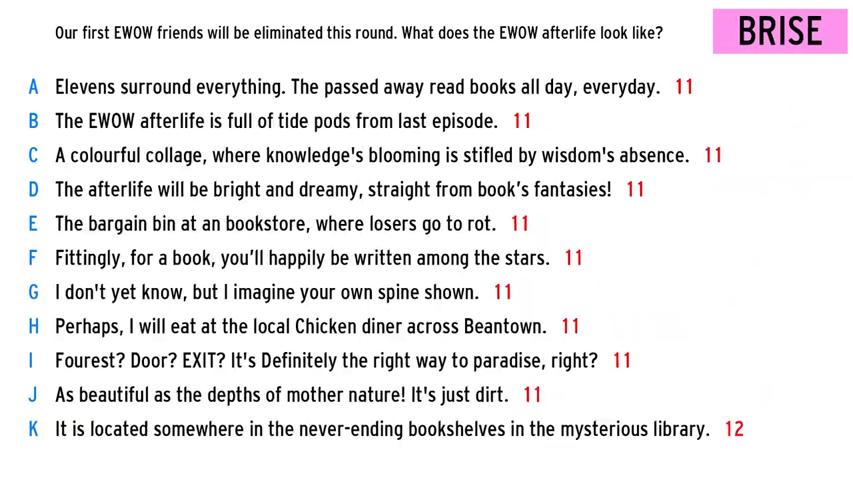 Our first EWOW friends will be eliminated this round. What does the EWOW afterlife look like?
BRISE
A Elevens surround everything. The passed away read books all day, everyday. 11
B The EWOW afterlife is full of tide pods from last episode. 11
C A colourful collage, where knowledge's blooming is stifled by wisdom's absence. 11
D The afterlife will be bright and dreamy, straight from book’s fantasies! 11
E The bargain bin at an bookstore, where losers go to rot. 11
F Fittingly, for a book, you’ll happily be written among the stars. 11
G I don't yet know, but I imagine your own spine shown. 11
H Perhaps, I will eat at the local Chicken diner across Beantown. 11
I Fourest? Door? EXIT? It's Definitely the right way to paradise, right? 11
J As beautiful as the depths of mother nature! It's just dirt. 11
K It is located somewhere in the never-ending bookshelves in the mysterious library. 12